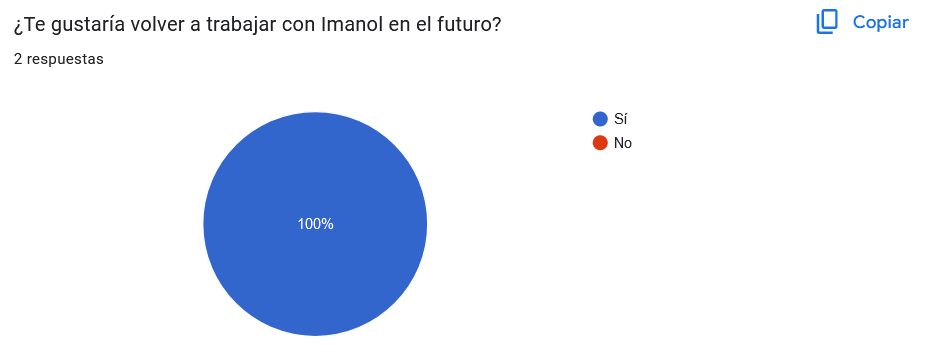 ¿Te gustaría volver a trabajar con Imanol en el futuro?
Copiar
2 respuestas
Sí
No
100%